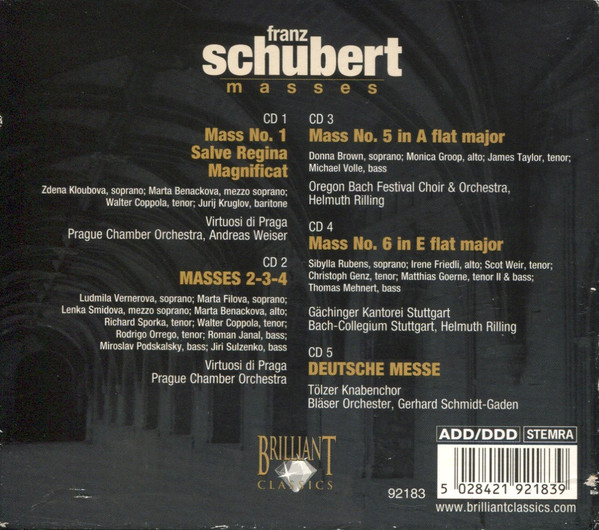 franz
schubert
masses
CD 1
Mass No. 1
Salve Regina
Magnificat
Zdena Kloubova, soprano; Marta Benackova, mezzo soprano;
Walter Coppola, tenor; Jurij Kruglov, baritone
Virtuosi di Praga
Prague Chamber Orchestra, Andreas Weiser
CD 2
MASSES 2-3-4
Ludmila Vernerova, soprano; Marta Filova, soprano;
Lenka Smidova, mezzo soprano; Marta Benackova, alto;
Richard Sporka, tenor; Walter Coppola, tenor;
Rodrigo Orrego, tenor; Roman Janal, bass;
Miroslav Podskalsky, bass; Jiri Sulzenko, bass
Virtuosi di Praga
Prague Chamber Orchestra
CD 3
Mass No. 5 in A flat major
Donna Brown, soprano; Monica Groop, alto; James Taylor, tenor;
Michael Volle, bass
Oregon Bach Festival Choir & Orchestra,
Helmuth Rilling
CD 4
Mass No. 6 in E flat major
Sibylla Rubens, soprano; Irene Friedli, alto; Scot Weir, tenor;
Christoph Genz, tenor; Matthias Goerne, tenor II & bass;
Thomas Mehnert, bass
Gächinger Kantorei Stuttgart
Bach-Collegium Stuttgart, Helmuth Rilling
CD 5
DEUTSCHE MESSE
Tölzer Knabenchor
Bläser Orchester, Gerhard Schmidt-Gaden
BRILLIANT
CLASSICS
92183
ADD/DDD STEMRA
5 028421 921839
www.brilliantclassics.com